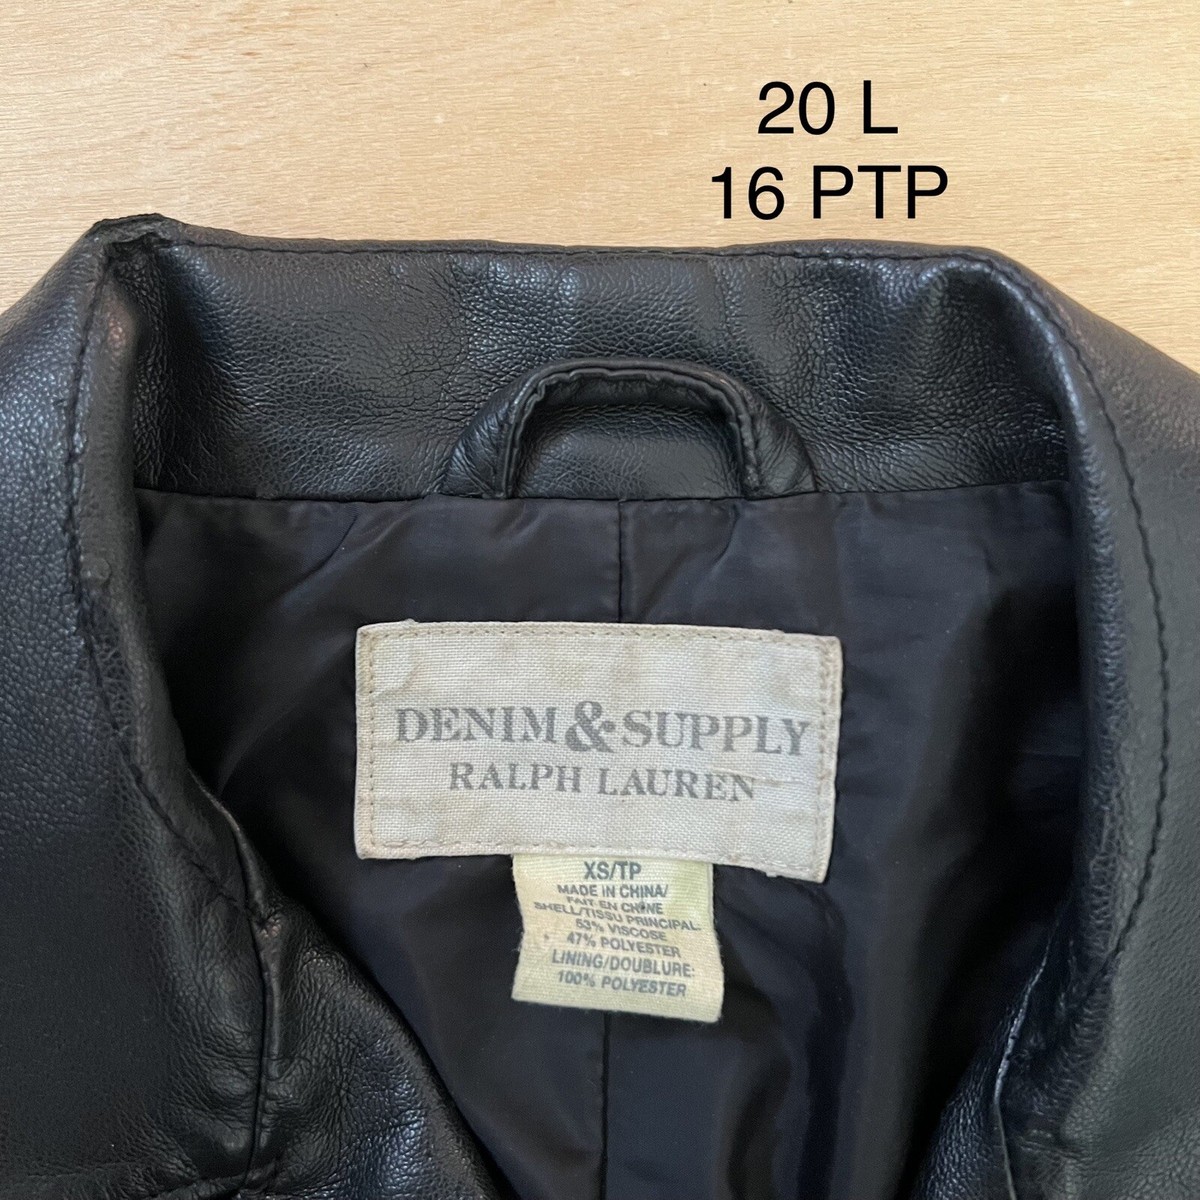 20 L
16 PTP
DENIM & SUPPLY
RALPH LAUREN
XS/TP
MADE IN CHINA/
FAIT EN CHINE
SHELL/TISSU PRINCIPAL:
53% VISCOSE
47% POLYESTER
LINING/DOUBLURE:
100% POLYESTER